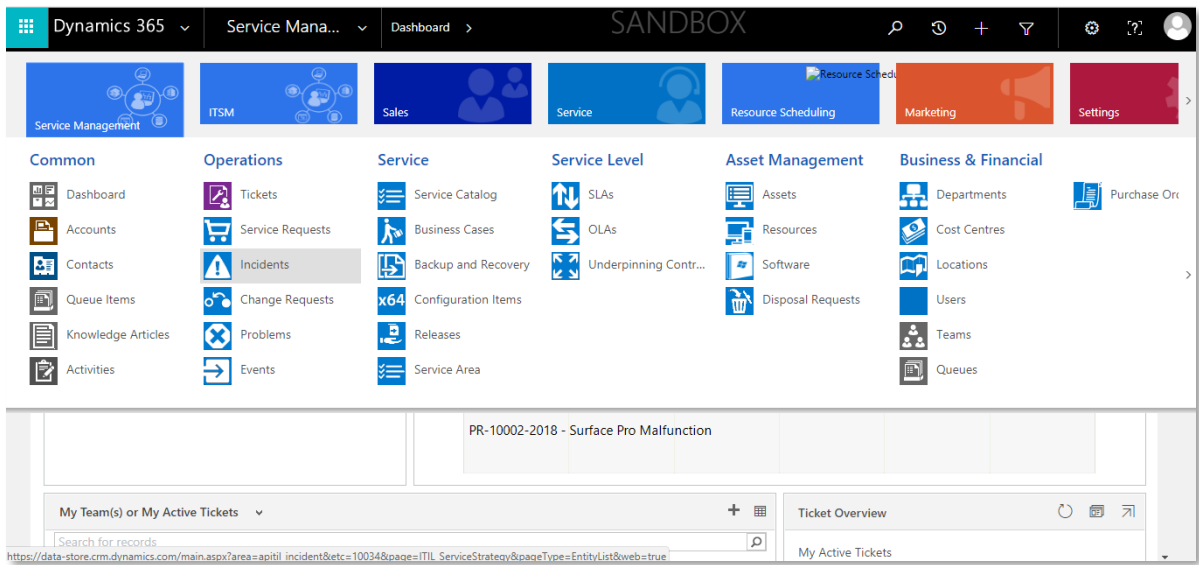 Dynamics 365
Service Mana...
Dashboard
SANDBOX
Service Management
ITSM
Sales
Service
Resource Schedu
Resource Scheduling
Marketing
Settings
Common
Dashboard
Accounts
Contacts
Queue Items
Knowledge Articles
Activities
Operations
Tickets
Service Requests
Incidents
Change Requests
Problems
Events
Service
Service Catalog
Business Cases
Backup and Recovery
x64 Configuration Items
Releases
Service Area
Service Level
SLAs
OLAs
Underpinning Contr...
Asset Management
Assets
Resources
Software
Disposal Requests
Business & Financial
Departments
Cost Centres
Locations
Users
Teams
Queues
Purchase Orc
PR-10002-2018 - Surface Pro Malfunction
My Team(s) or My Active Tickets
Search for records
Ticket Overview
My Active Tickets
https://data-store.crm.dynamics.com/main.aspx?area=apitil_incident&etc=10034&page=ITIL_ServiceStrategy&pageType=EntityList&web=true